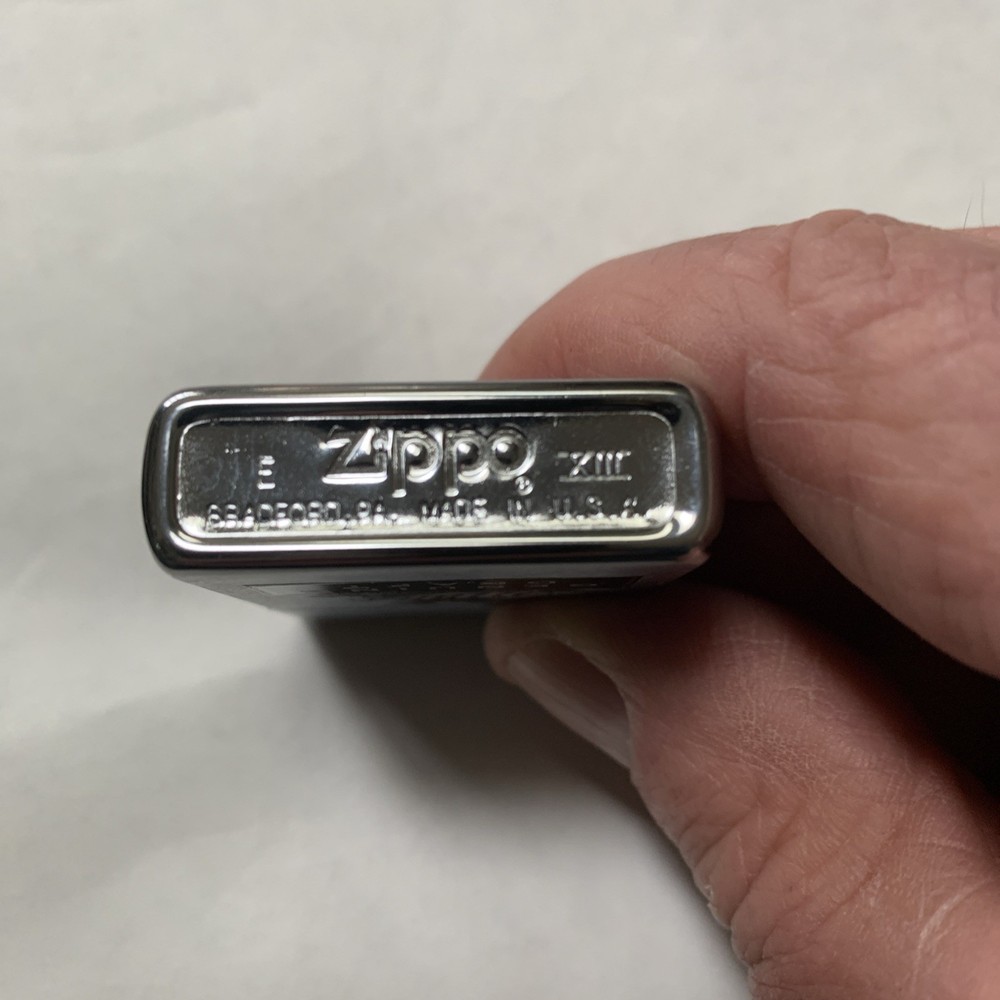 E Zippo ® XIII
BRADFORD, PA. MADE IN U.S.A.